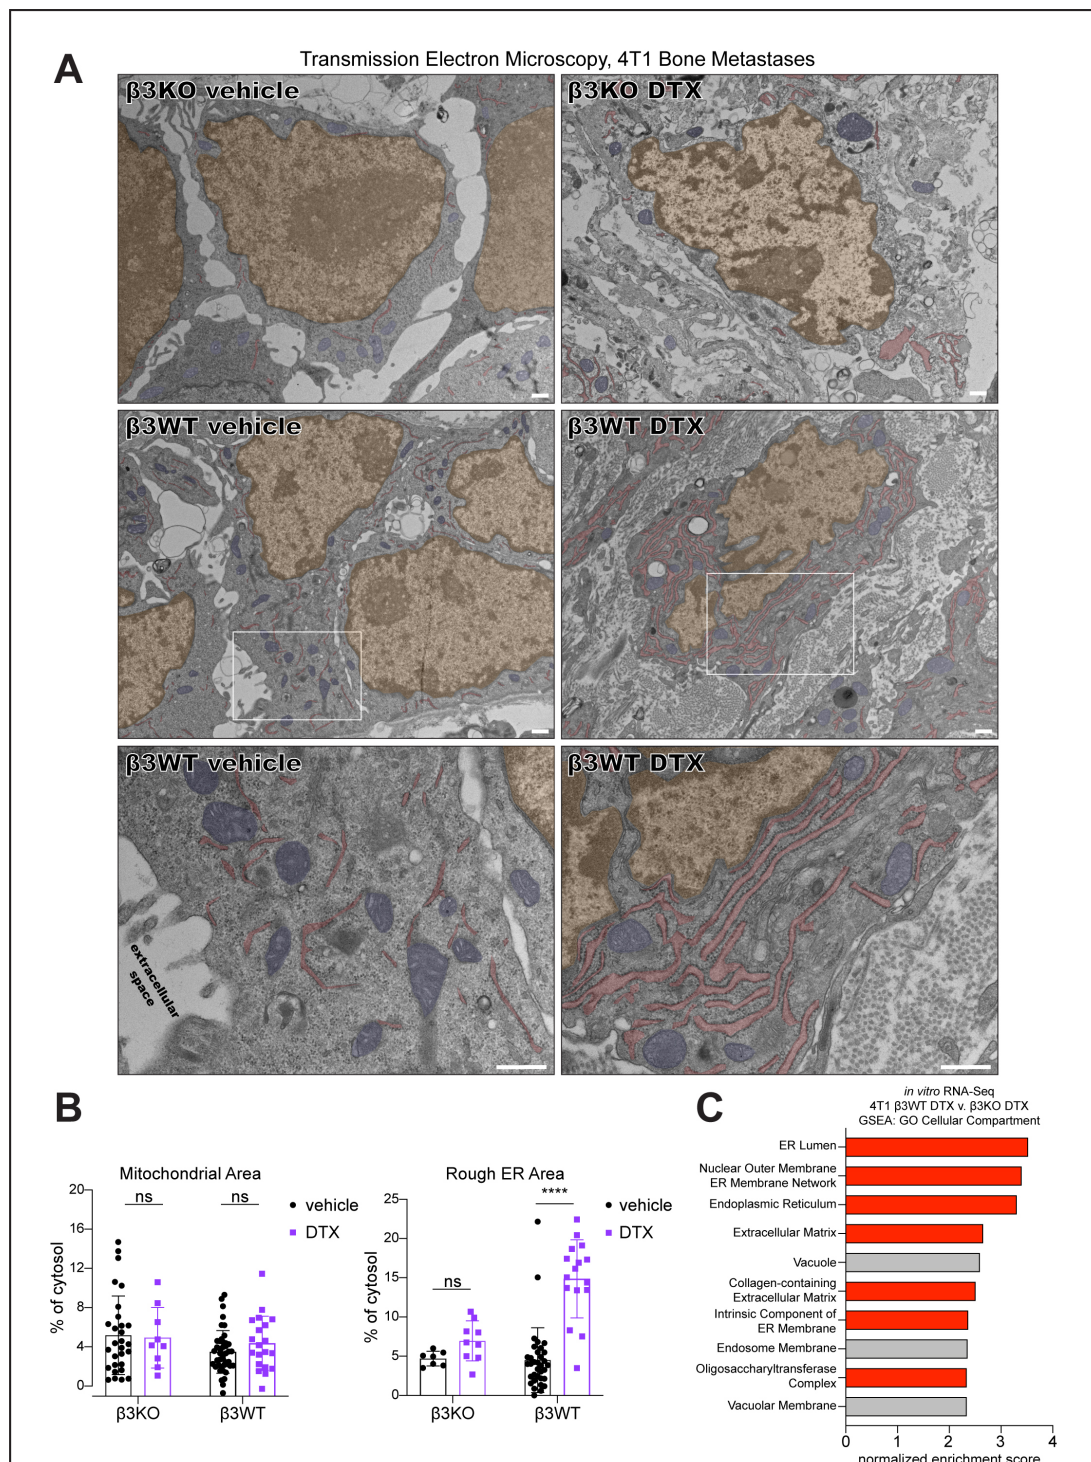 A
Transmission Electron Microscopy, 4T1 Bone Metastases
β3KO vehicle
β3KO DTX
β3WT vehicle
β3WT DTX
β3WT vehicle
β3WT DTX
extracellular
space
B
Mitochondrial Area
% of cytosol
20
16
12
8
4
0
ns
ns
vehicle
DTX
β3KO
β3WT
Rough ER Area
% of cytosol
25
20
15
10
5
0
ns
****
vehicle
DTX
β3KO
β3WT
C
in vitro RNA-Seq
4T1 β3WT DTX v. β3KO DTX
GSEA: GO Cellular Compartment
ER Lumen
Nuclear Outer Membrane
ER Membrane Network
Endoplasmic Reticulum
Extracellular Matrix
Vacuole
Collagen-containing
Extracellular Matrix
Intrinsic Component of
ER Membrane
Endosome Membrane
Oligosaccharyltransferase
Complex
Vacuolar Membrane
0 1 2 3 4
normalized enrichment score